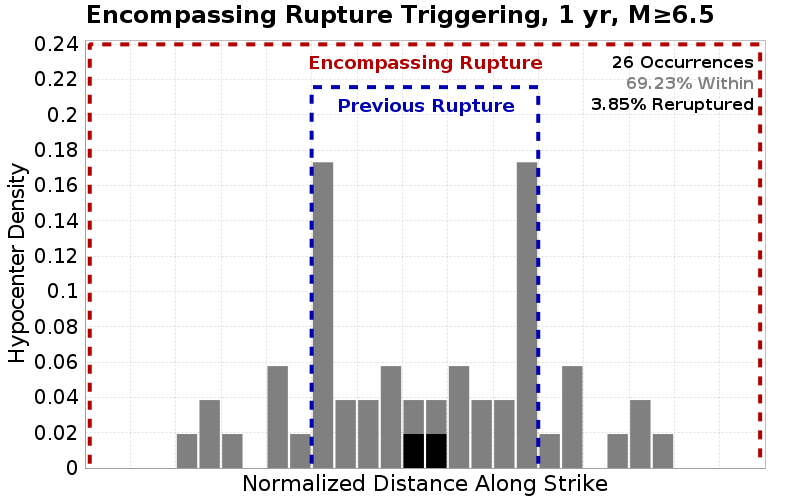 Encompassing Rupture Triggering, 1 yr, M≥6.5
Encompassing Rupture
Previous Rupture
26 Occurrences
69.23% Within
3.85% Reruptured
Hypocenter Density
0.24
0.22
0.2
0.18
0.16
0.14
0.12
0.1
0.08
0.06
0.04
0.02
0
Normalized Distance Along Strike